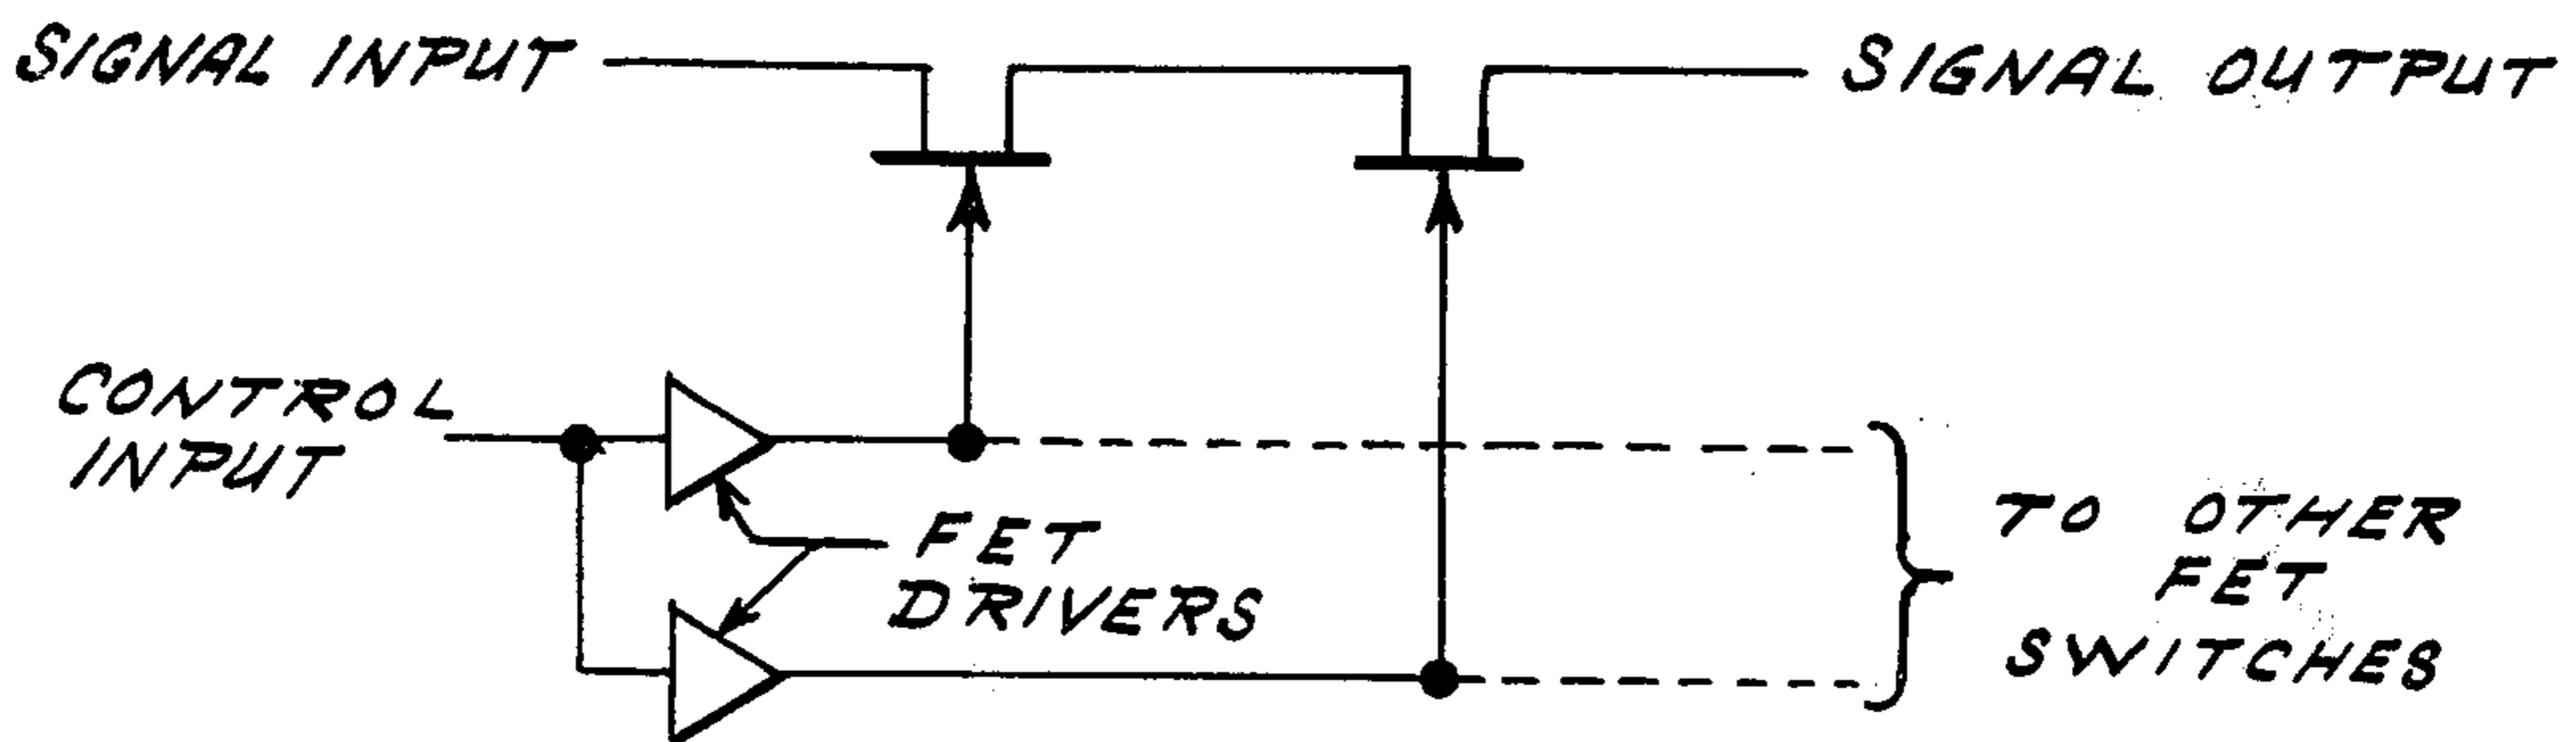 SIGNAL INPUT
SIGNAL OUTPUT
CONTROL
INPUT
FET
DRIVERS
TO OTHER
FET
SWITCHES